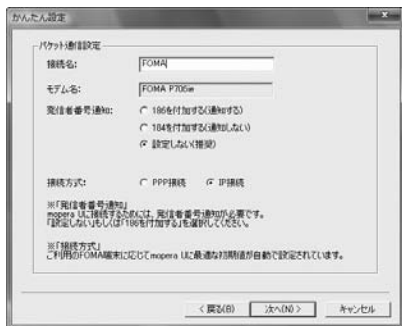 かんたん設定
パケット通信設定
接続名: FOMA
モデム名: FOMA P705ie
発信者番号通知: 186を付加する(通知する)
184を付加する(通知しない)
設定しない(推奨)
接続方式: PPP接続 IP接続
※「発信者番号通知」
mopera Uに接続するためには、発信者番号通知が必要です。
「設定しない」もしくは「186を付加する」を選択してください。
※「接続方式」
ご利用のFOMA端末に応じてmopera Uに最適な初期値が自動で設定されています。
< 戻る(B) 次へ(N) > キャンセル